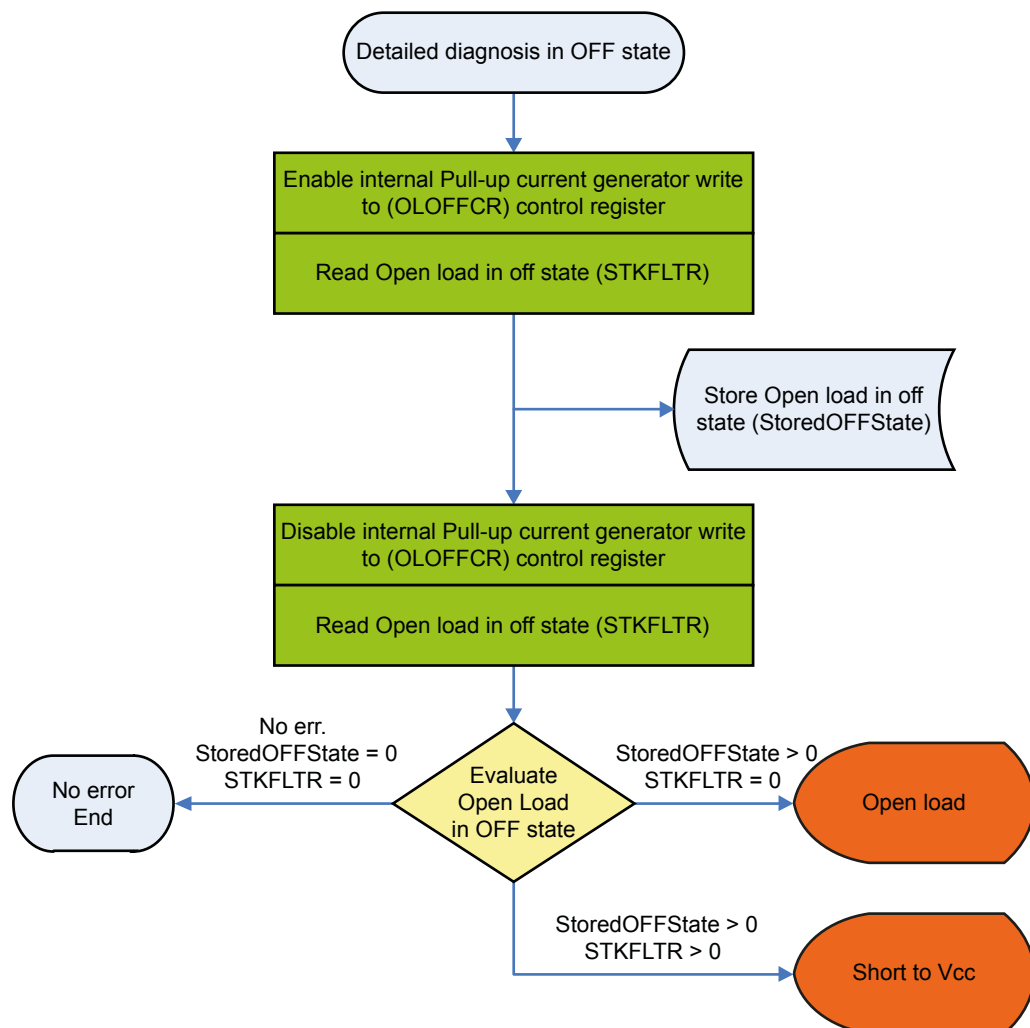 Detailed diagnosis in OFF state
Enable internal Pull-up current generator write
to (OLOFFCR) control register
Read Open load in off state (STKFLTR)
Store Open load in off
state (StoredOFFState)
Disable internal Pull-up current generator write
to (OLOFFCR) control register
Read Open load in off state (STKFLTR)
No err.
StoredOFFState = 0
STKFLTR = 0
No error
End
Evaluate
Open Load
in OFF state
StoredOFFState > 0
STKFLTR = 0
Open load
StoredOFFState > 0
STKFLTR > 0
Short to Vcc